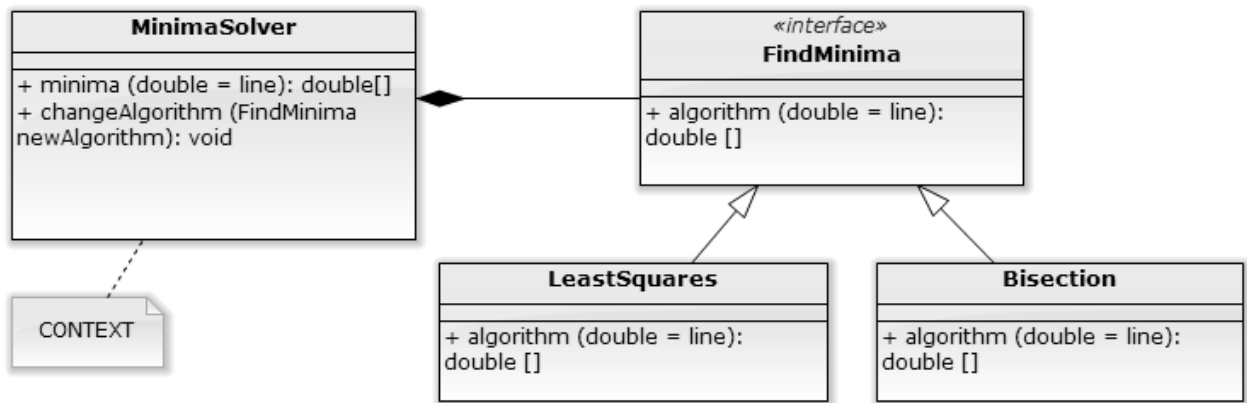 MinimaSolver
+ minima (double = line): double[]
+ changeAlgorithm (FindMinima
newAlgorithm): void
«interface»
FindMinima
+ algorithm (double = line):
double []
CONTEXT
LeastSquares
+ algorithm (double = line):
double []
Bisection
+ algorithm (double = line):
double []